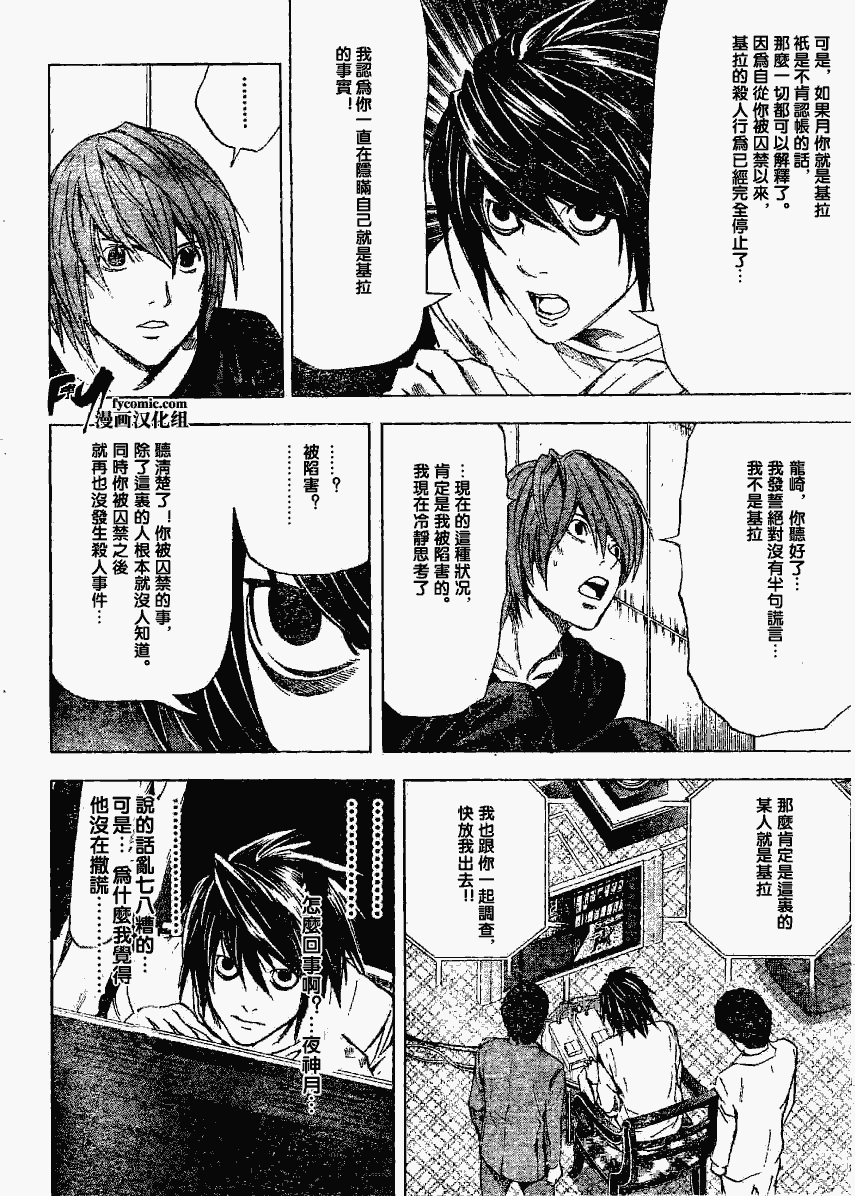 可是，如果月你就是基拉
衹是不肯認帳的話，
那麼一切都可以解釋了。
因爲自從你被囚禁以來，
基拉的殺人行爲已經完全停止了…
我認爲你一直在隱瞞自己就是基拉
的事實！
………
FY
fycomic.com
漫画汉化组
龍崎，你聽好了…
我發誓絕對沒有半句謊言…
我不是基拉
…現在的這種狀況，
肯定是我被陷害的。
我現在冷靜思考了
……？
被陷害？
…………
聽清楚了！你被囚禁的事，
除了這裏的人根本就沒人知道。
同時你被囚禁之後
就再也沒發生殺人事件…
那麼肯定是這裏的
某人就是基拉
我也跟你一起調查，
快放我出去!!
…………
…………
怎麼回事啊？…夜神月…
說的話亂七八糟的…
可是…爲什麼我覺得
他沒在撒謊…………